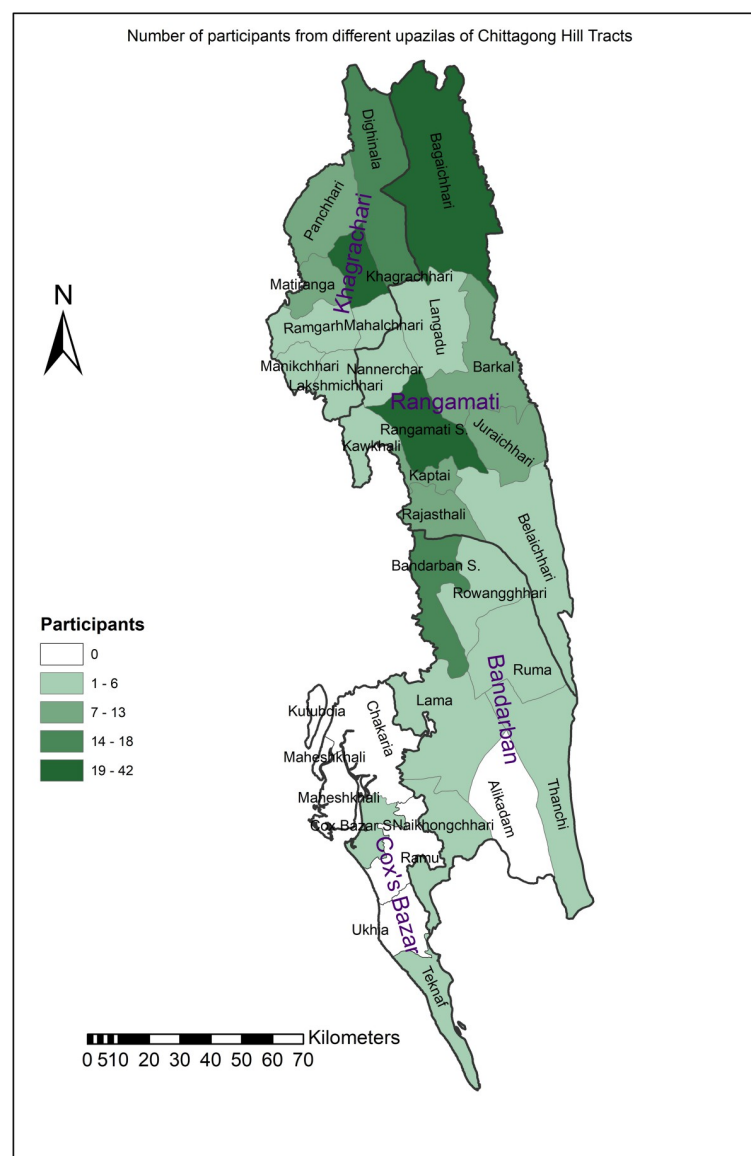 Number of participants from different upazilas of Chittagong Hill Tracts
Dighinala
Bagaichhari
Panchhari
Khagrachari
Khagrachhari
Matiranga
N
Langadu
Ramgarh
Mahalchhari
Manikchhari
Nannerchar
Barkal
Lakshmichhari
Rangamati
Rangamati S.
Juraichhari
Kawkhali
Kaptai
Rajasthali
Belaichhari
Bandarban S.
Rowangghhari
Participants
0
1 - 6
7 - 13
14 - 18
19 - 42
Ruma
Bandarban
Lama
Kutubdia
Chakaria
Maheshkhali
Maheshkhali
Alikadam
Thanchi
Cox Bazar S.
Naikhongchhari
Ramu
Cox's Bazar
Ukhia
Teknaf
Kilometers
0 5 10 20 30 40 50 60 70